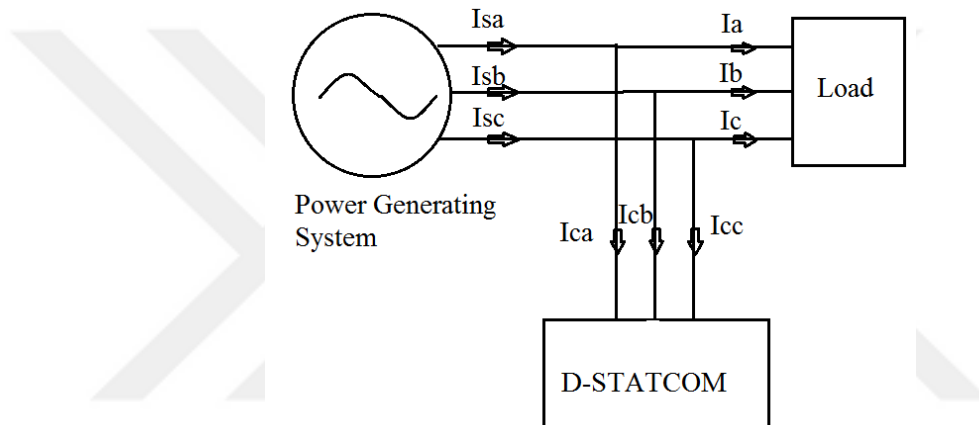 Isa
Ia
Isb
Ib
Isc
Ic
Load
Power Generating
System
Ica
Icb
Icc
D-STATCOM